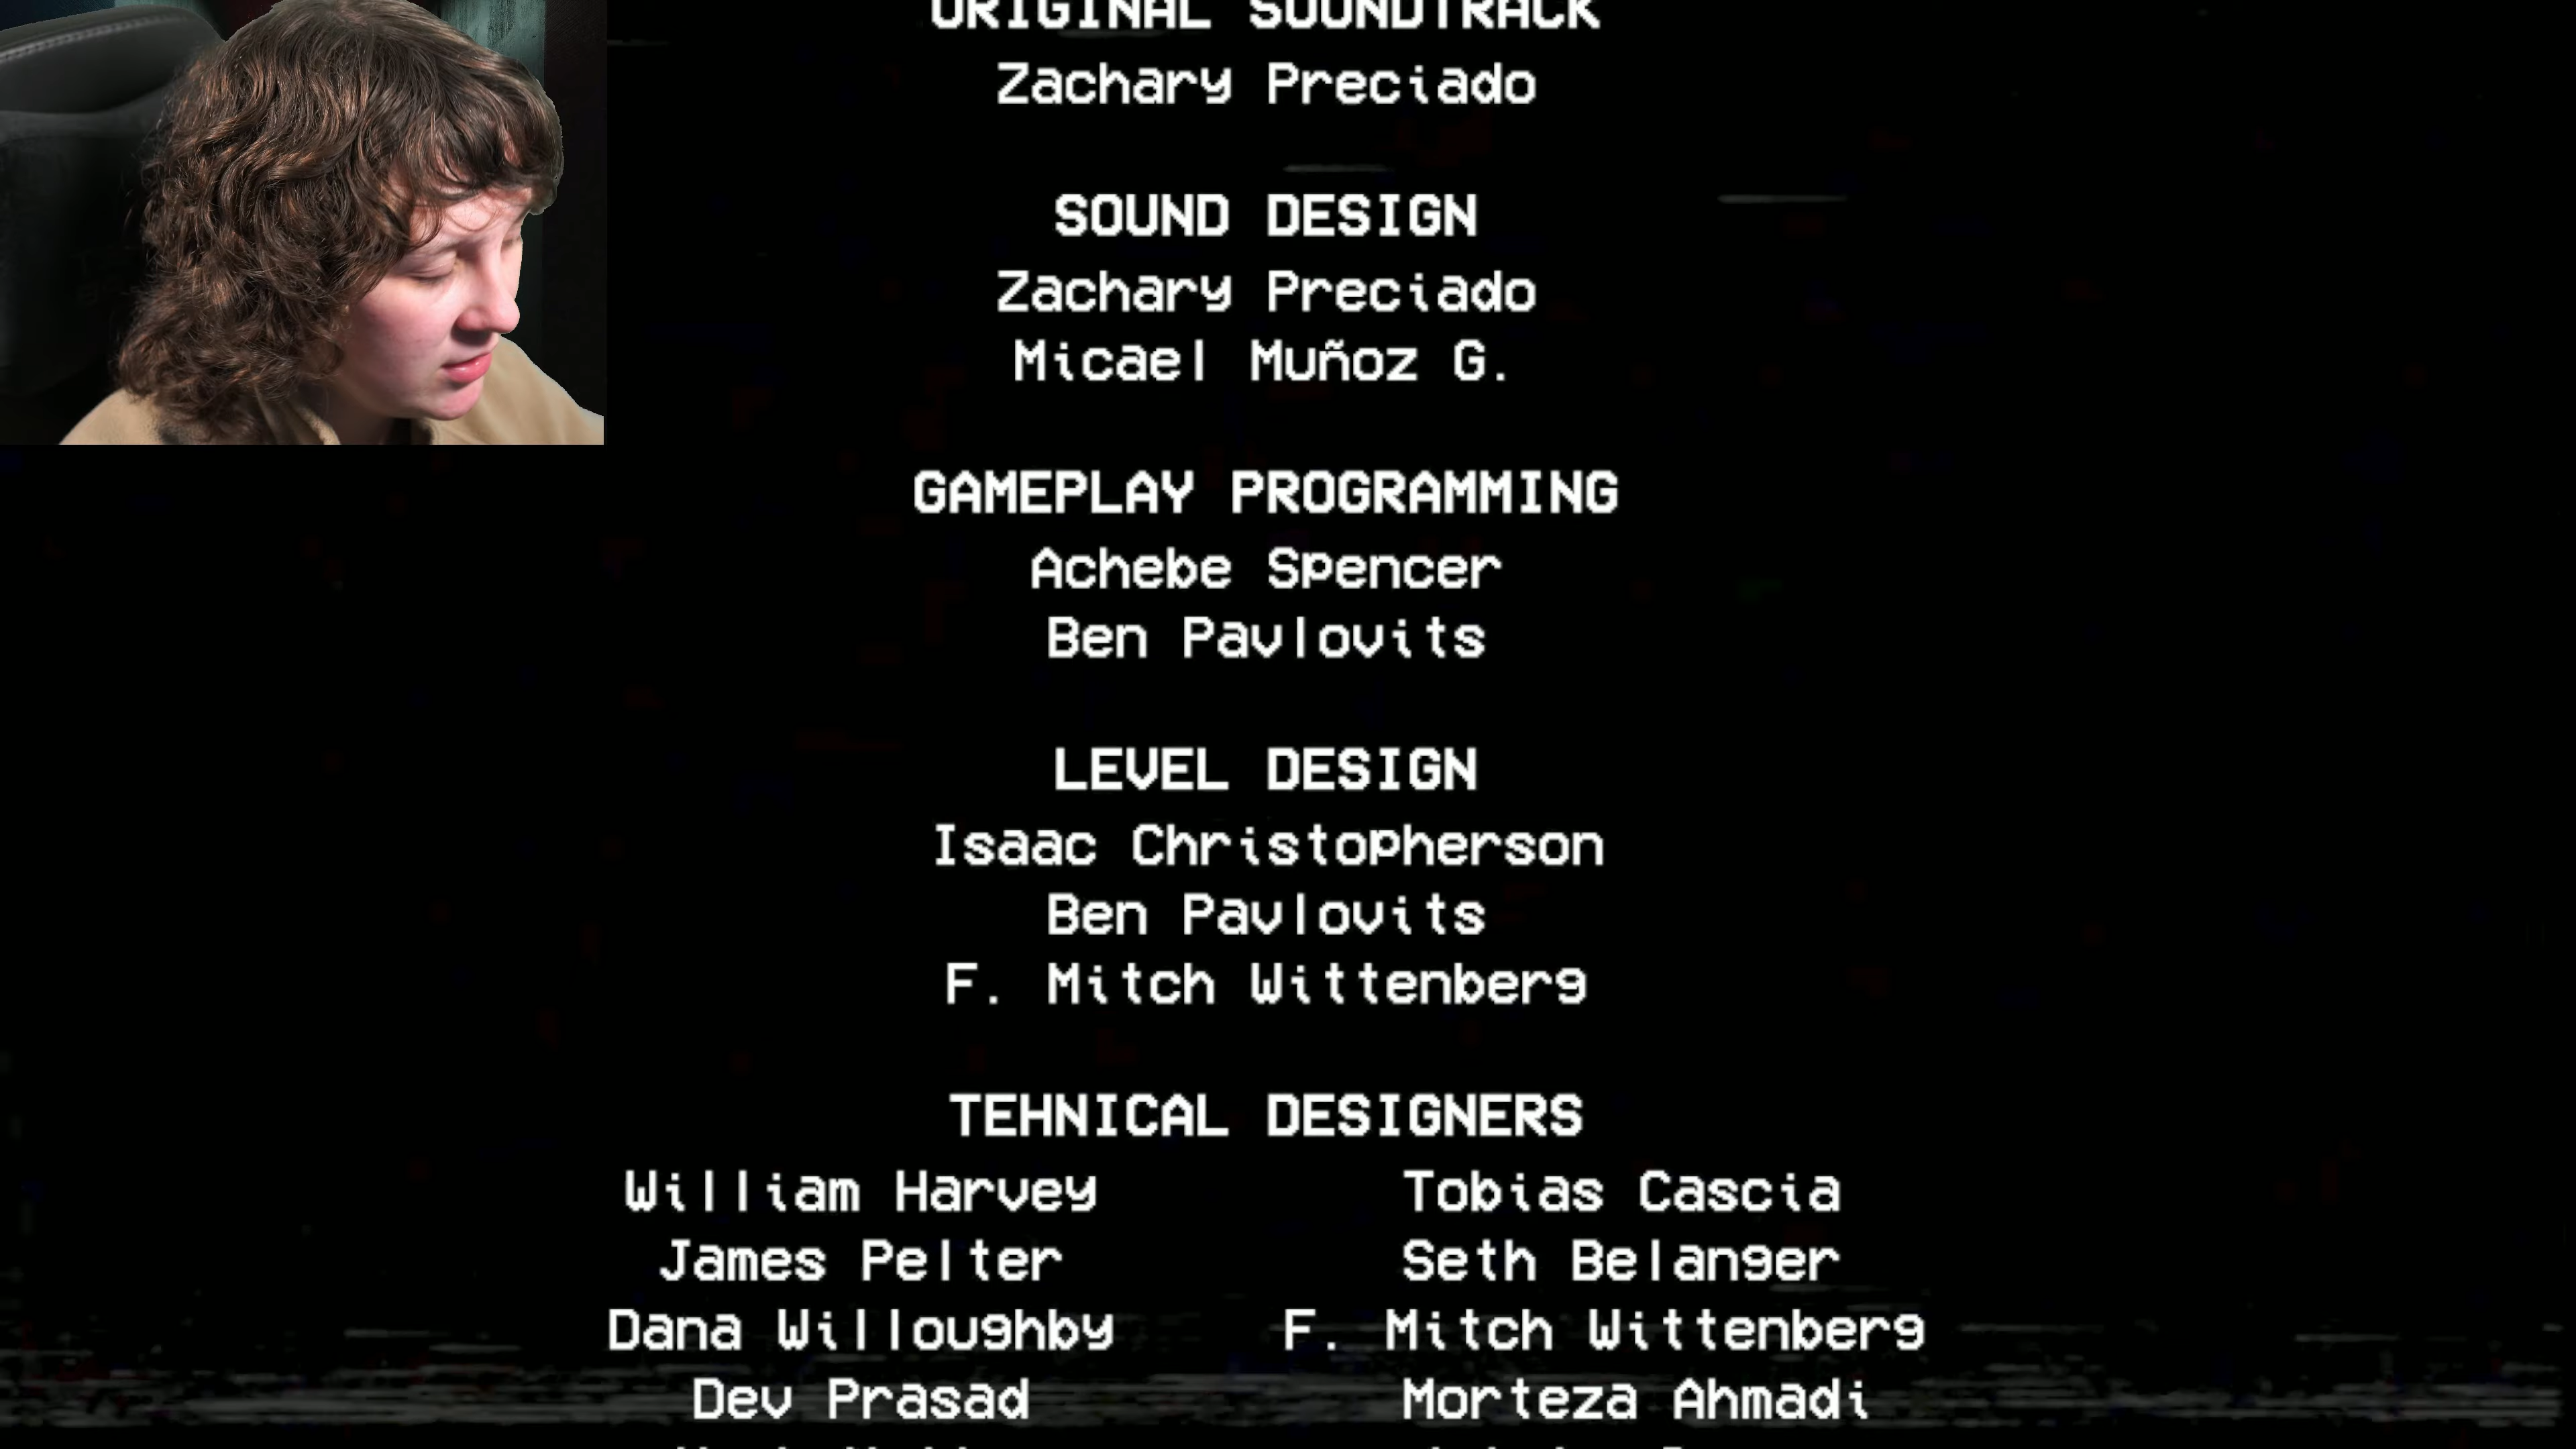 ORIGINAL SOUNDTRACK
Zachary Preciado
SOUND DESIGN
Zachary Preciado
Micael Muñoz G.
GAMEPLAY PROGRAMMING
Achebe Spencer
Ben Pavlovits
LEVEL DESIGN
Isaac Christopherson
Ben Pavlovits
F. Mitch Wittenberg
TEHNICAL DESIGNERS
William Harvey Tobias Cascia
James Pelter Seth Belanger
Dana Willoughby F. Mitch Wittenberg
Dev Prasad Morteza Ahmadi